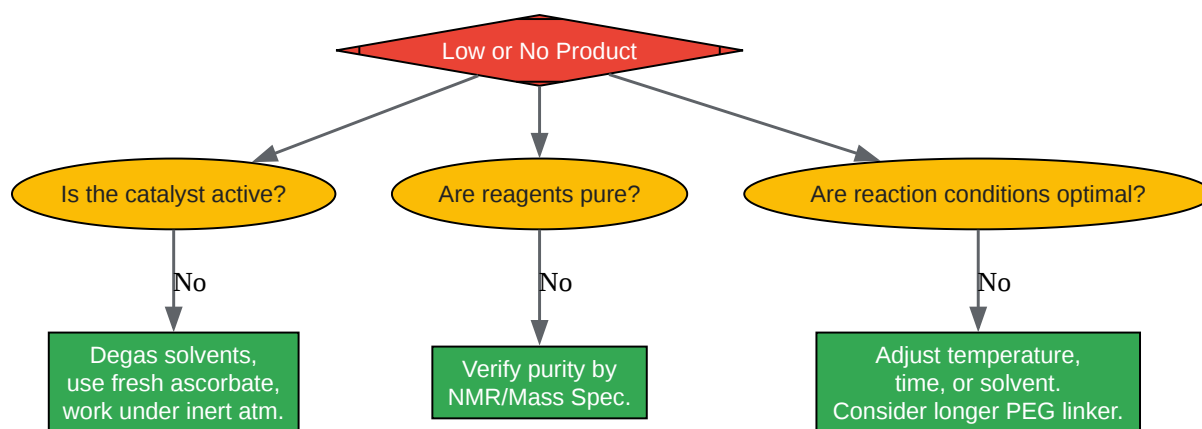 Low or No Product
Is the catalyst active?
Are reagents pure?
Are reaction conditions optimal?
No
No
No
Degas solvents,
use fresh ascorbate,
work under inert atm.
Verify purity by
NMR/Mass Spec.
Adjust temperature,
time, or solvent.
Consider longer PEG linker.